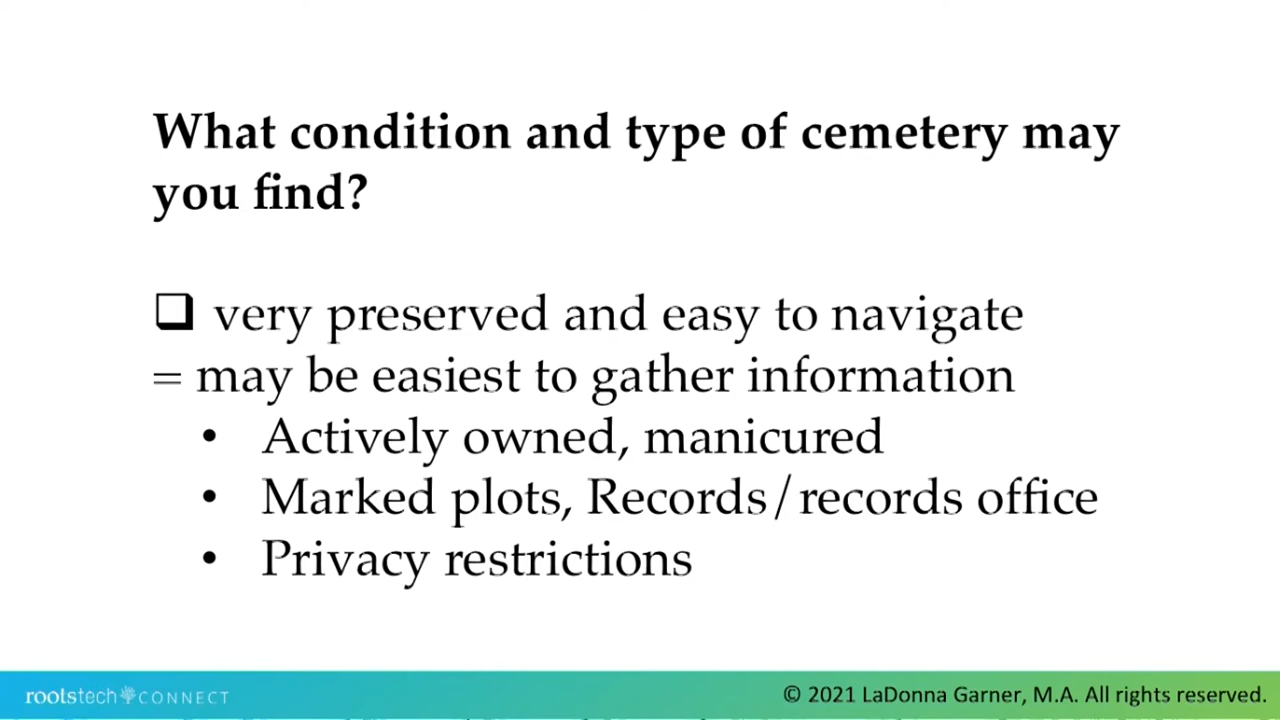 What condition and type of cemetery may
you find?
❑ very preserved and easy to navigate
= may be easiest to gather information
• Actively owned, manicured
• Marked plots, Records/records office
• Privacy restrictions
rootstech CONNECT
© 2021 LaDonna Garner, M.A. All rights reserved.